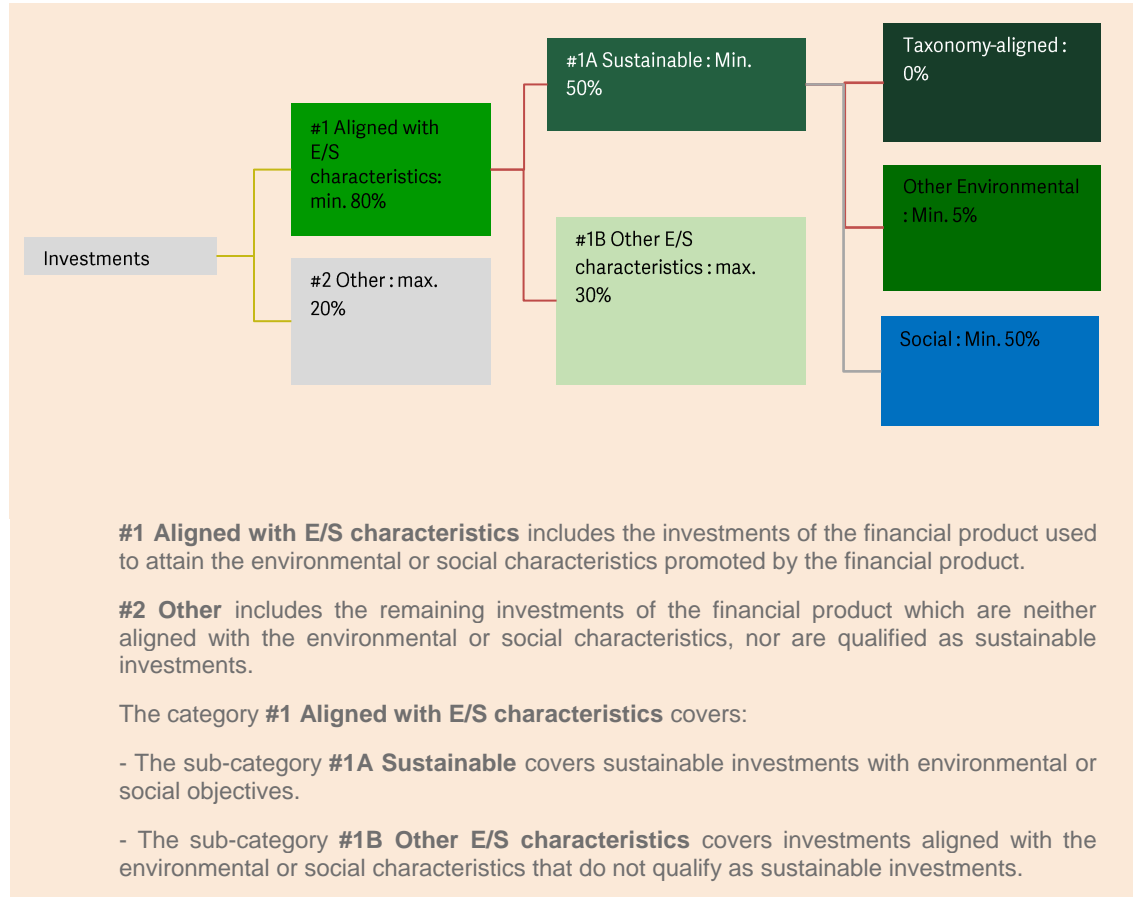 Investments
#1 Aligned with
E/S
characteristics:
min. 80%
#2 Other : max.
20%
#1A Sustainable : Min.
50%
#1B Other E/S
characteristics : max.
30%
Taxonomy-aligned :
0%
Other Environmental
: Min. 5%
Social : Min. 50%
#1 Aligned with E/S characteristics includes the investments of the financial product used
to attain the environmental or social characteristics promoted by the financial product.
#2 Other includes the remaining investments of the financial product which are neither
aligned with the environmental or social characteristics, nor are qualified as sustainable
investments.
The category #1 Aligned with E/S characteristics covers:
- The sub-category #1A Sustainable covers sustainable investments with environmental or
social objectives.
- The sub-category #1B Other E/S characteristics covers investments aligned with the
environmental or social characteristics that do not qualify as sustainable investments.